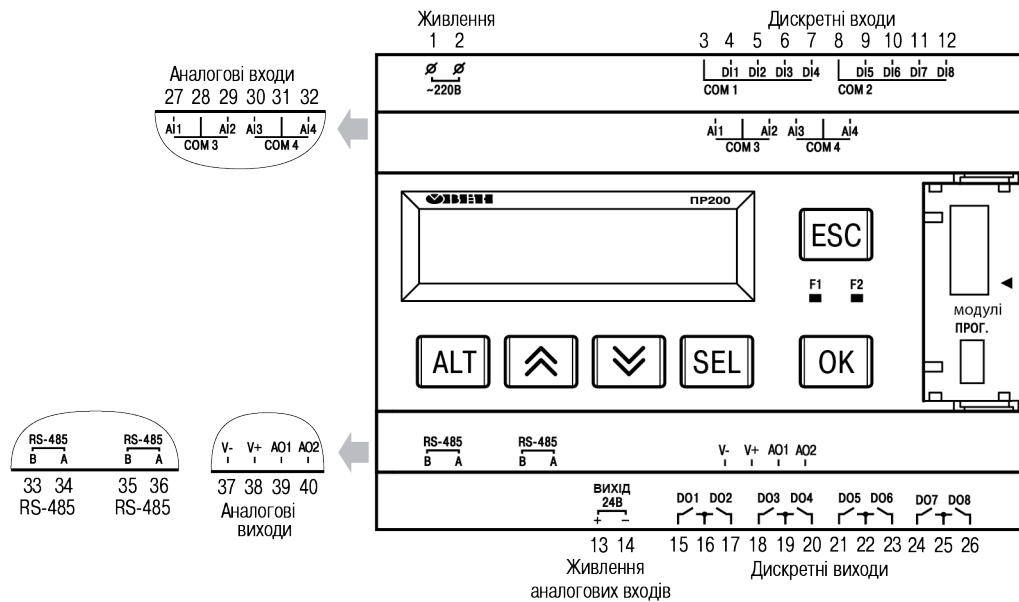 Живлення
1 2
~220В
Дискретні входи
3 4 5 6 7 8 9 10 11 12
DI1 DI2 DI3 DI4 DI5 DI6 DI7 DI8
COM 1 COM 2
Аналогові входи
27 28 29 30 31 32
AI1 AI2 AI3 AI4
COM 3 COM 4
AI1 AI2 AI3 AI4
COM 3 COM 4
ОВЕН ПР200
ESC
F1 F2
модулі
ПРОГ.
ALT SEL OK
RS-485 RS-485
B A B A
33 34 35 36
RS-485 RS-485
V- V+ AO1 AO2
37 38 39 40
Аналогові
виходи
RS-485 RS-485
B A B A
V- V+ AO1 AO2
ВИХІД
24В
+ −
13 14
Живлення
аналогових входів
DO1 DO2 DO3 DO4 DO5 DO6 DO7 DO8
15 16 17 18 19 20 21 22 23 24 25 26
Дискретні виходи